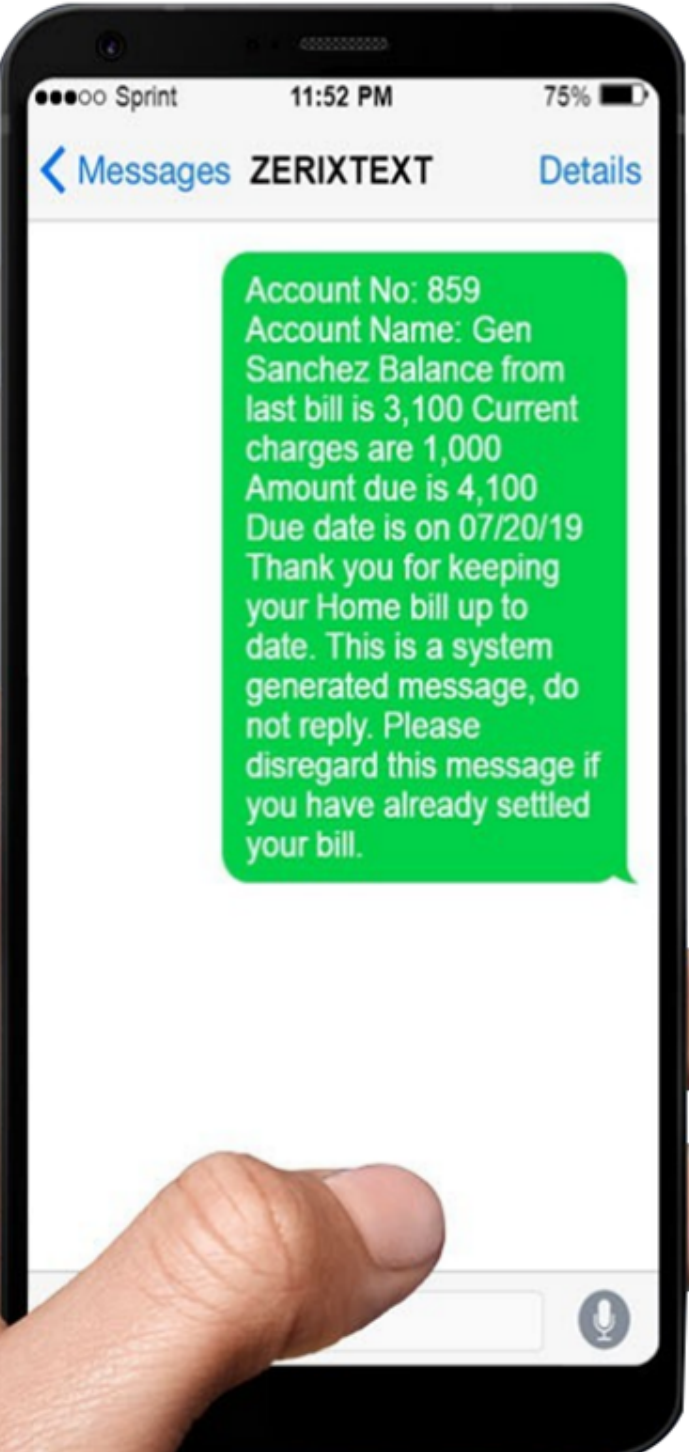 Sprint 11:52 PM 75%
Messages ZERIXTEXT Details
Account No: 859
Account Name: Gen
Sanchez Balance from
last bill is 3,100 Current
charges are 1,000
Amount due is 4,100
Due date is on 07/20/19
Thank you for keeping
your Home bill up to
date. This is a system
generated message, do
not reply. Please
disregard this message if
you have already settled
your bill.